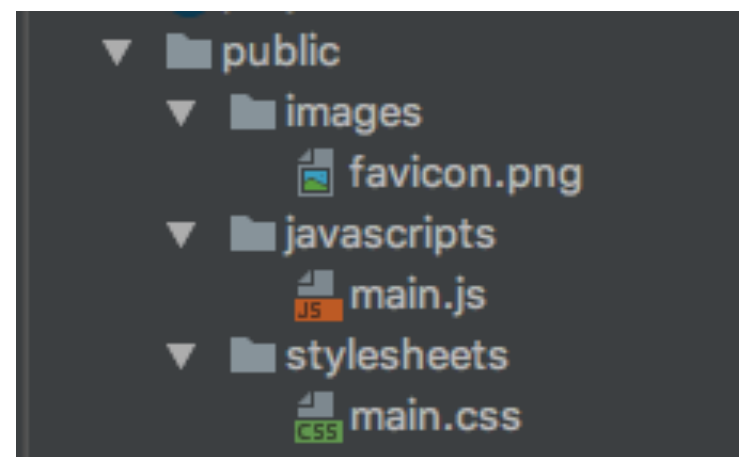 public
images
favicon.png
javascripts
JS main.js
stylesheets
CSS main.css